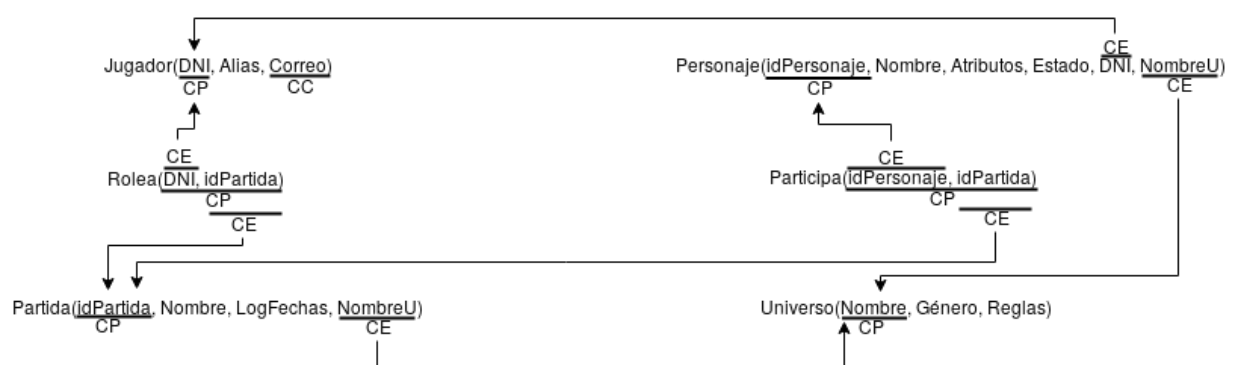 CE
Jugador(DNI, Alias, Correo)
CP
CC
Personaje(idPersonaje, Nombre, Atributos, Estado, DNI, NombreU)
CP
CE
CE
Rolea(DNI, idPartida)
CP
CE
CE
Participa(idPersonaje, idPartida)
CP
CE
Partida(idPartida, Nombre, LogFechas, NombreU)
CP
CE
Universo(Nombre, Género, Reglas)
CP